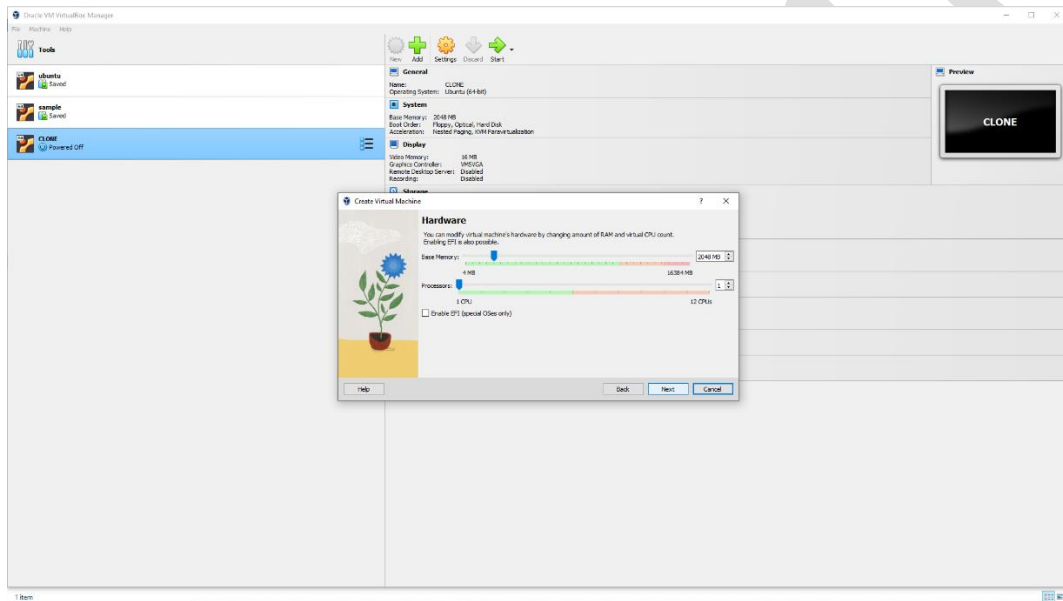 Oracle VM VirtualBox Manager
File Machine Help
Tools
New Add Settings Discard Start
ubuntu
Saved
sample
Saved
CLONE
Powered Off
General
Name: CLONE
Operating System: Ubuntu (64-bit)
System
Base Memory: 2048 MB
Boot Order: Floppy, Optical, Hard Disk
Acceleration: Nested Paging, KVM Paravirtualization
Display
Video Memory: 16 MB
Graphics Controller: VMSVGA
Remote Desktop Server: Disabled
Recording: Disabled
Storage
Preview
CLONE
Create Virtual Machine
Hardware
You can modify virtual machine's hardware by changing amount of RAM and virtual CPU count.
Enabling EFI is also possible.
Base Memory: 2048 MB
4 MB 16384 MB
Processors: 1
1 CPU 12 CPUs
Enable EFI (special OSes only)
Help Back Next Cancel
1 item